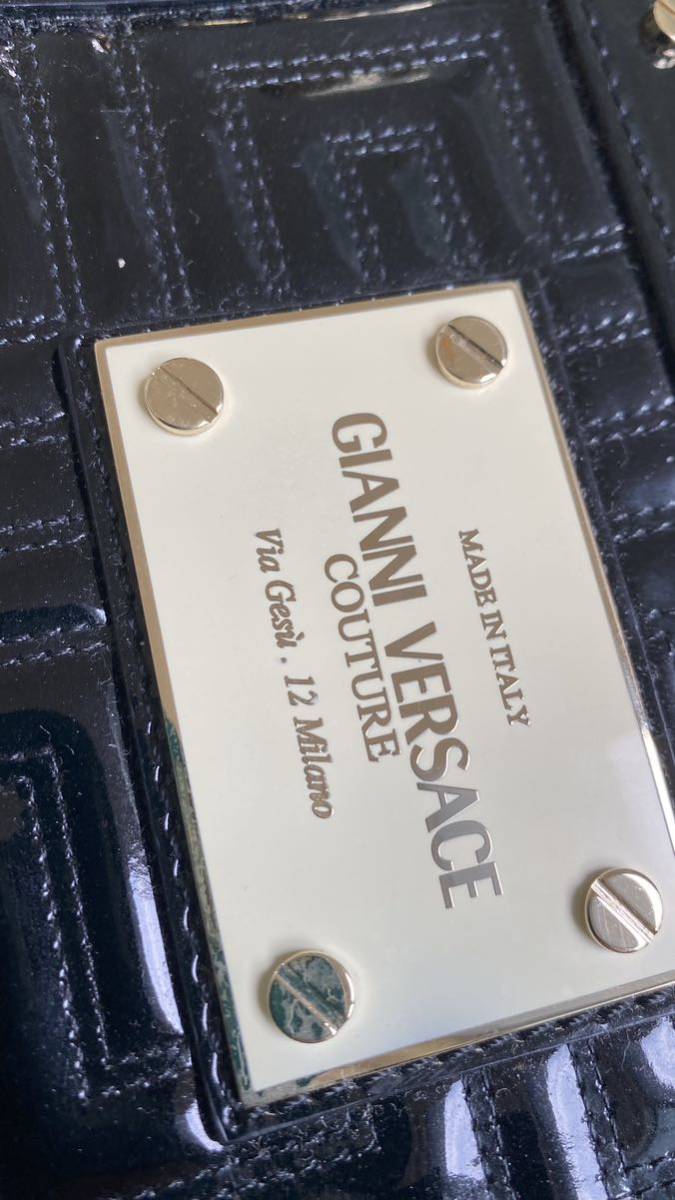 MADE IN ITALY
GIANNI VERSACE
COUTURE
Via Gesù . 12 Milano